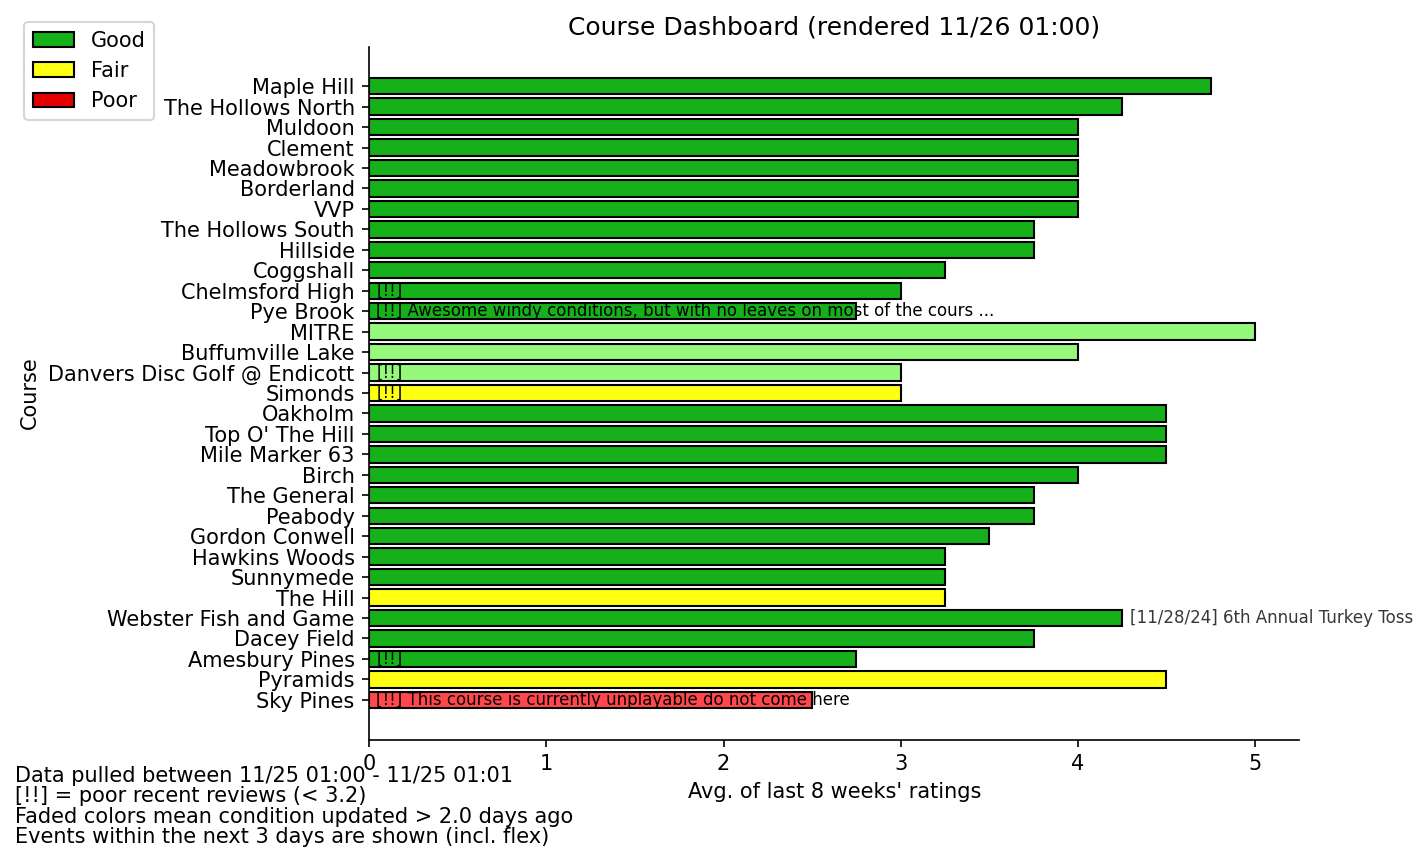 Course Dashboard (rendered 11/26 01:00)
Good
Fair
Poor
Course
Maple Hill
The Hollows North
Muldoon
Clement
Meadowbrook
Borderland
VVP
The Hollows South
Hillside
Coggshall
Chelmsford High [!!]
Pye Brook [!!] Awesome windy conditions, but with no leaves on most of the cours ...
MITRE
Buffumville Lake
Danvers Disc Golf @ Endicott [!!]
Simonds [!!]
Oakholm
Top O' The Hill
Mile Marker 63
Birch
The General
Peabody
Gordon Conwell
Hawkins Woods
Sunnymede
The Hill
Webster Fish and Game [11/28/24] 6th Annual Turkey Toss
Dacey Field
Amesbury Pines [!!]
Pyramids
Sky Pines [!!] This course is currently unplayable do not come here
0 1 2 3 4 5
Avg. of last 8 weeks' ratings
Data pulled between 11/25 01:00 - 11/25 01:01
[!!] = poor recent reviews (< 3.2)
Faded colors mean condition updated > 2.0 days ago
Events within the next 3 days are shown (incl. flex)